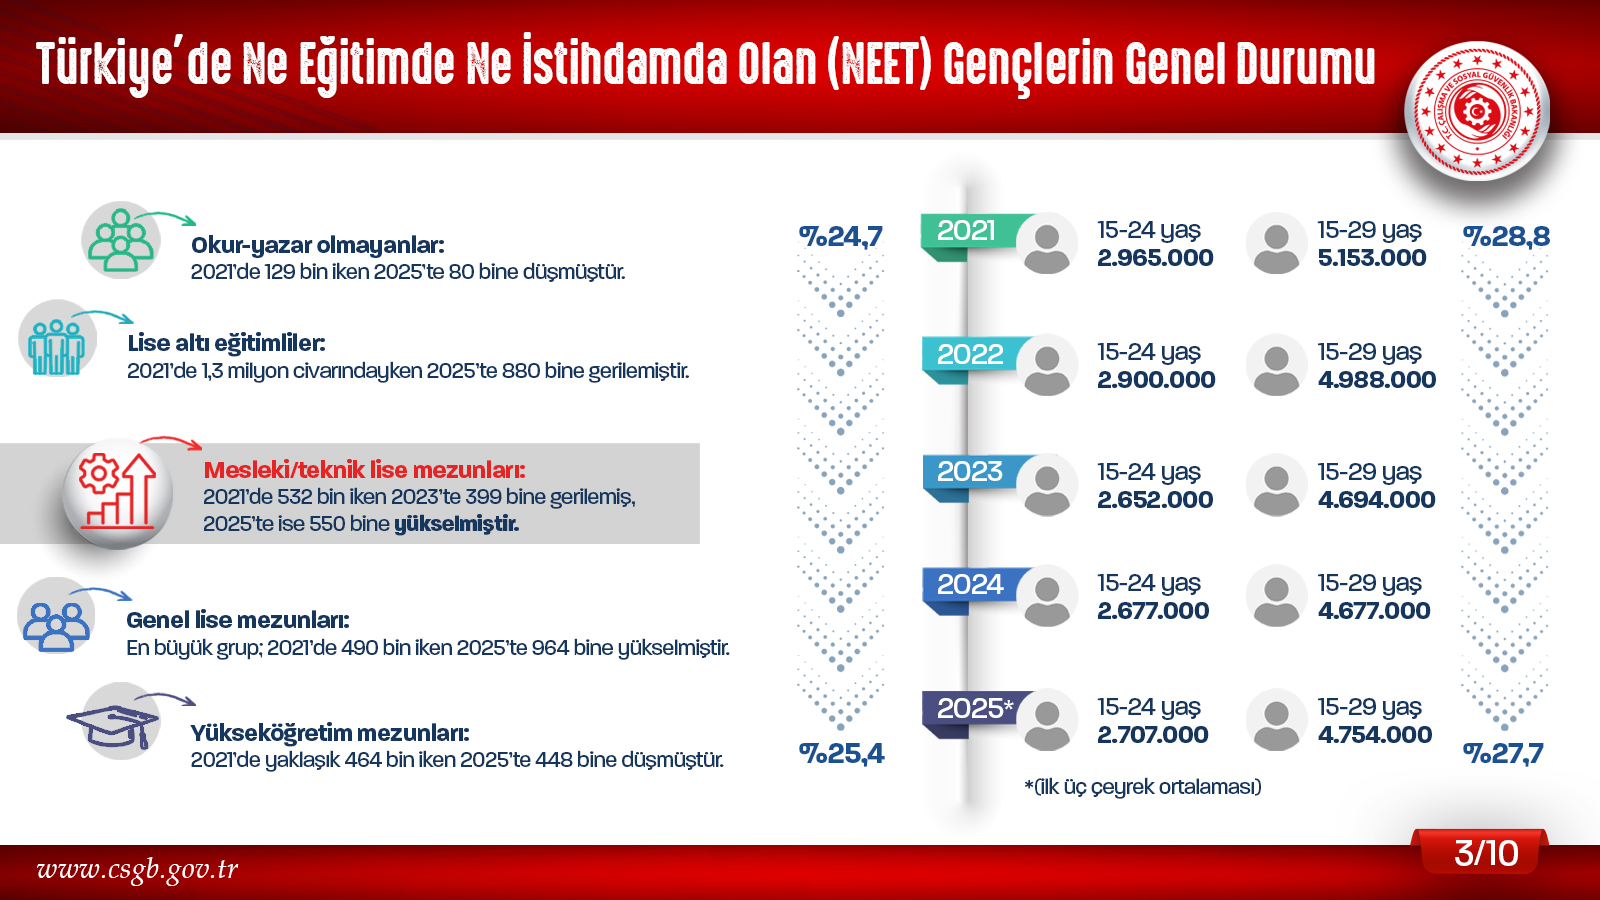 Türkiye'de Ne Eğitimde Ne İstihdamda Olan (NEET) Gençlerin Genel Durumu
T.C. ÇALIŞMA VE SOSYAL GÜVENLİK BAKANLIĞI
Okur-yazar olmayanlar:
2021'de 129 bin iken 2025'te 80 bine düşmüştür.
Lise altı eğitimliler:
2021'de 1,3 milyon civarındayken 2025'te 880 bine gerilemiştir.
Mesleki/teknik lise mezunları:
2021'de 532 bin iken 2023'te 399 bine gerilemiş,
2025'te ise 550 bine yükselmiştir.
Genel lise mezunları:
En büyük grup; 2021'de 490 bin iken 2025'te 964 bine yükselmiştir.
Yükseköğretim mezunları:
2021'de yaklaşık 464 bin iken 2025'te 448 bine düşmüştür.
%24,7
%25,4
2021
15-24 yaş
2.965.000
15-29 yaş
5.153.000
2022
15-24 yaş
2.900.000
15-29 yaş
4.988.000
2023
15-24 yaş
2.652.000
15-29 yaş
4.694.000
2024
15-24 yaş
2.677.000
15-29 yaş
4.677.000
2025*
15-24 yaş
2.707.000
15-29 yaş
4.754.000
%28,8
%27,7
*(ilk üç çeyrek ortalaması)
www.csgb.gov.tr
3/10